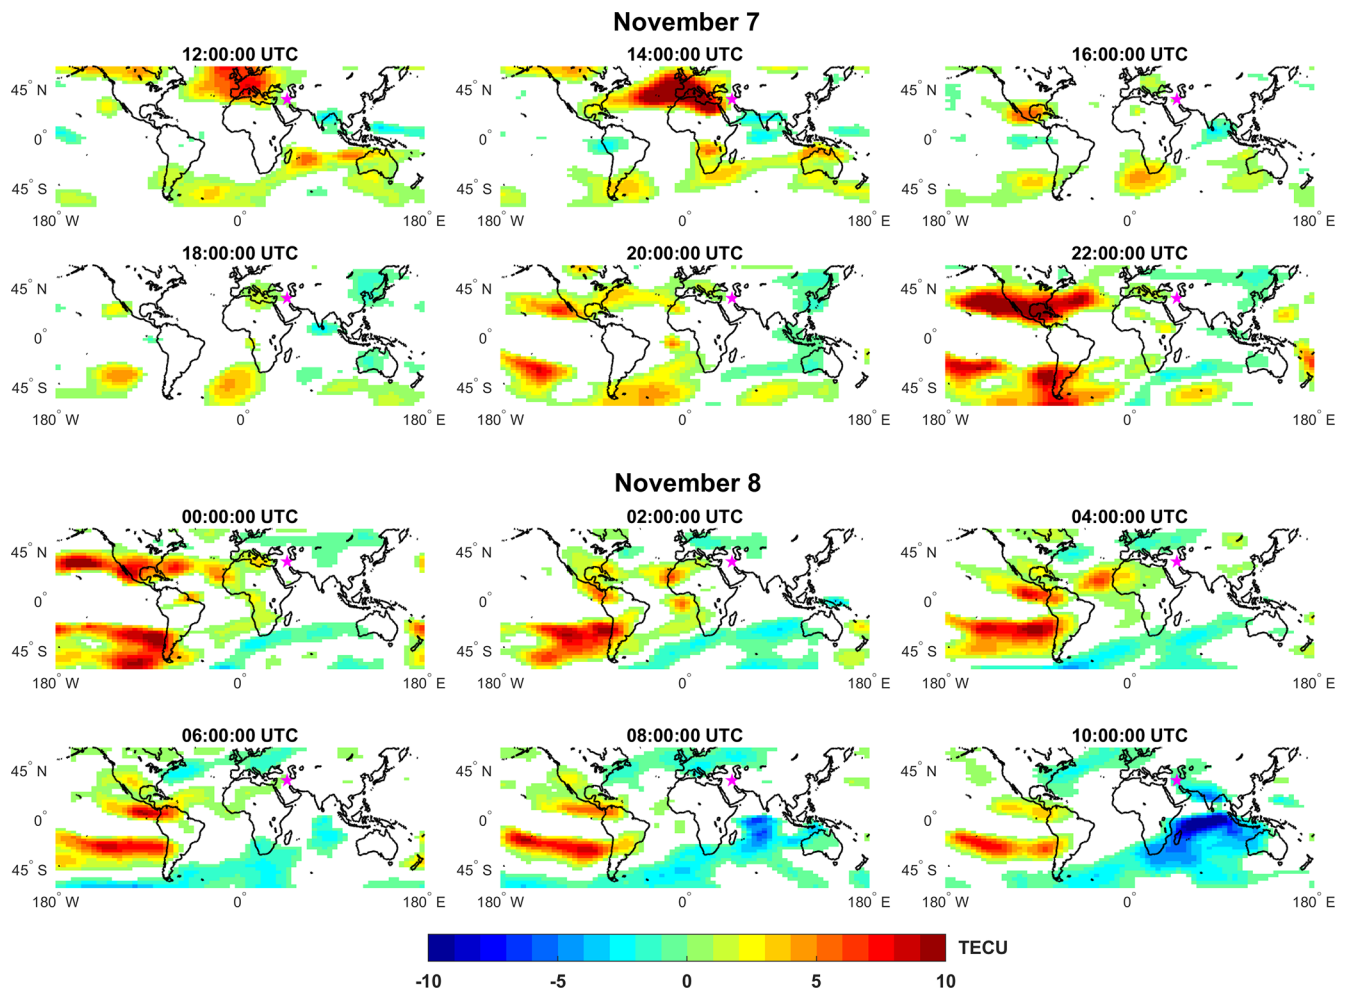 November 7
12:00:00 UTC 14:00:00 UTC 16:00:00 UTC
45° N 45° N 45° N
0° 0° 0°
45° S 45° S 45° S
180° W 0° 180° E 180° W 0° 180° E 180° W 0° 180° E
18:00:00 UTC 20:00:00 UTC 22:00:00 UTC
45° N 45° N 45° N
0° 0° 0°
45° S 45° S 45° S
180° W 0° 180° E 180° W 0° 180° E 180° W 0° 180° E
November 8
00:00:00 UTC 02:00:00 UTC 04:00:00 UTC
45° N 45° N 45° N
0° 0° 0°
45° S 45° S 45° S
180° W 0° 180° E 180° W 0° 180° E 180° W 0° 180° E
06:00:00 UTC 08:00:00 UTC 10:00:00 UTC
45° N 45° N 45° N
0° 0° 0°
45° S 45° S 45° S
180° W 0° 180° E 180° W 0° 180° E 180° W 0° 180° E
TECU
-10 -5 0 5 10